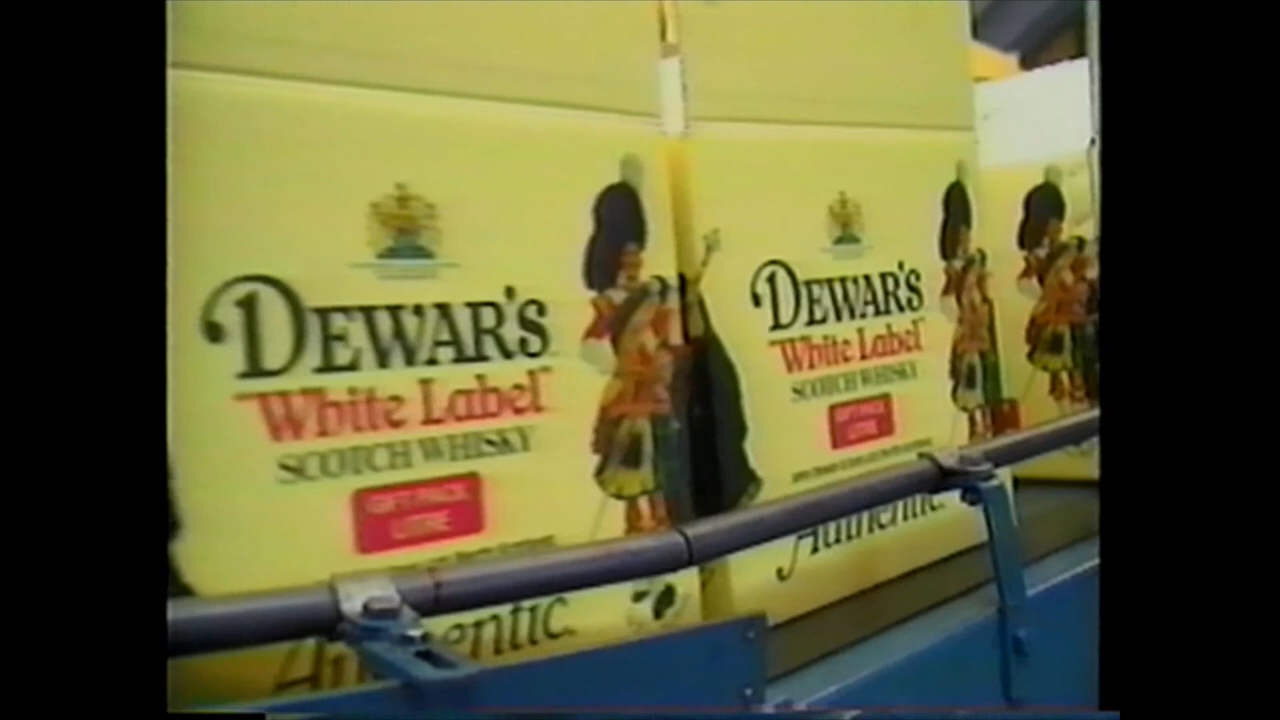 DEWAR'S
"White Label"
SCOTCH WHISKY
GIFT PACK
LITRE
Authentic.
DEWAR'S
"White Label"
SCOTCH WHISKY
GIFT PACK
LITRE
Authentic.